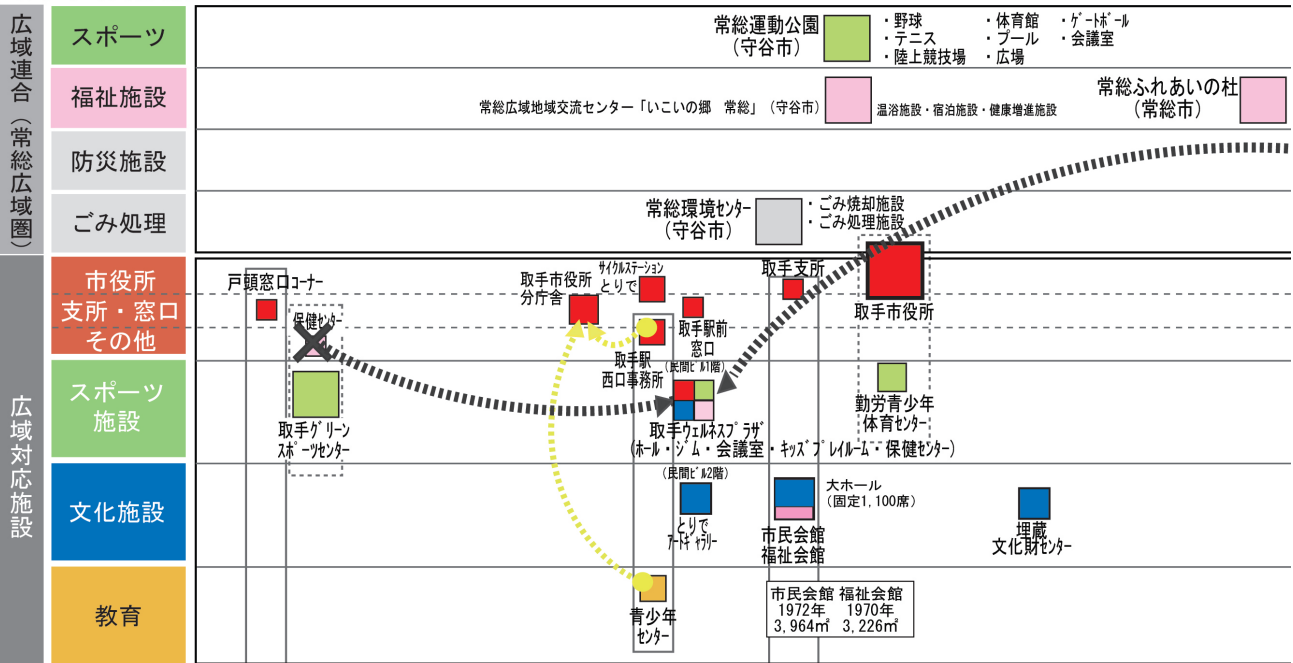 広域連合（常総広域圏）
スポーツ
常総運動公園
（守谷市）
・野球
・テニス
・陸上競技場
・体育館
・プール
・広場
・ゲートボール
・会議室
福祉施設
常総広域地域交流センター「いこいの郷　常総」（守谷市）
温浴施設・宿泊施設・健康増進施設
常総ふれあいの杜
（常総市）
防災施設
ごみ処理
常総環境センター
（守谷市）
・ごみ焼却施設
・ごみ処理施設
広域対応施設
市役所
支所・窓口
その他
戸頭窓口コーナー
保健センター
取手市役所
分庁舎
サイクルステーション
とりで
取手駅前
窓口
(民間ビル1階)
取手駅
西口事務所
取手支所
取手市役所
スポーツ
施設
取手グリーン
スポーツセンター
取手ウェルネスプラザ
(ホール・ジム・会議室・キッズプレイルーム・保健センター)
勤労青少年
体育センター
文化施設
(民間ビル2階)
とりで
アートギャラリー
大ホール
(固定1,100席)
市民会館
福祉会館
埋蔵
文化財センター
教育
青少年
センター
市民会館 福祉会館
1972年 1970年
3,964㎡ 3,226㎡